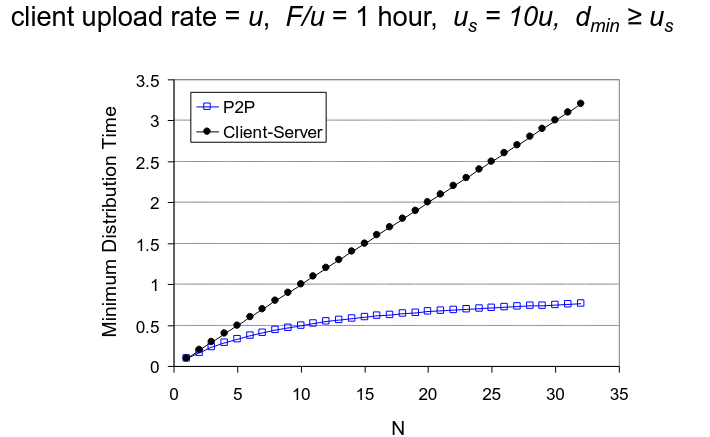 client upload rate = u, F/u = 1 hour, us = 10u, dmin ≥ us
3.5
P2P
3
Client-Server
2.5
2
1.5
1
0.5
0
Minimum Distribution Time
0 5 10 15 20 25 30 35
N